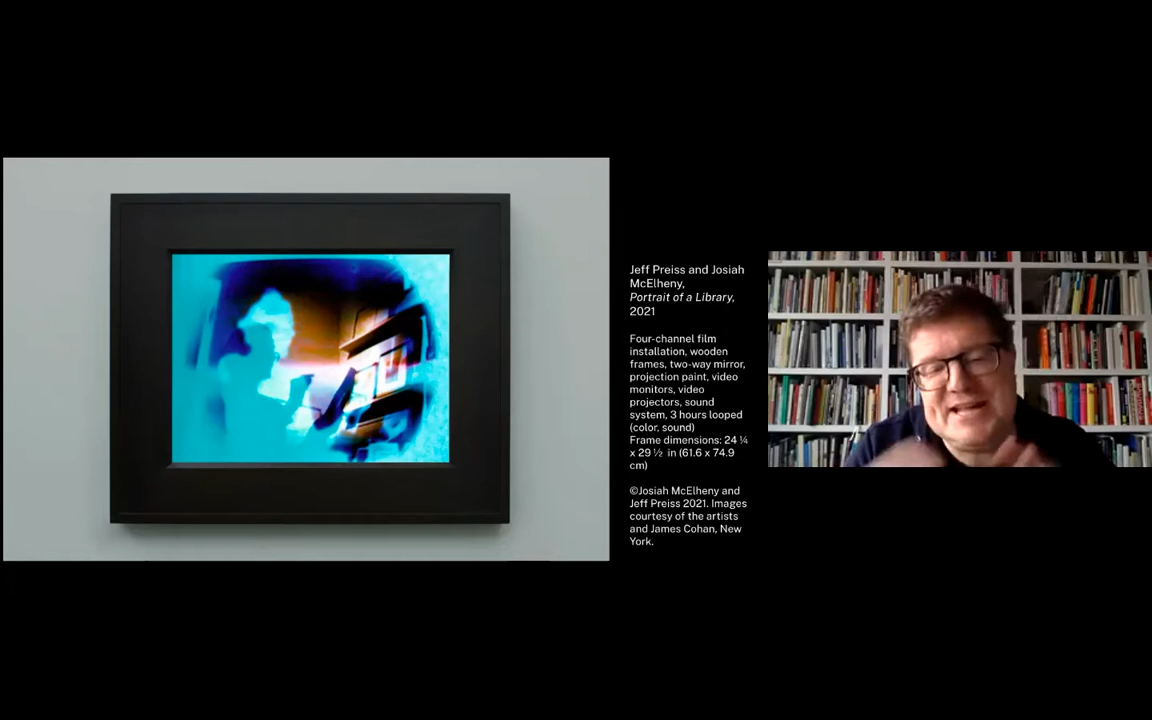 Jeff Preiss and Josiah
McElheny,
Portrait of a Library,
2021
Four-channel film
installation, wooden
frames, two-way mirror,
projection paint, video
monitors, video
projectors, sound
system, 3 hours looped
(color, sound)
Frame dimensions: 24 ¼
x 29 ½ in (61.6 x 74.9
cm)
©Josiah McElheny and
Jeff Preiss 2021. Images
courtesy of the artists
and James Cohan, New
York.